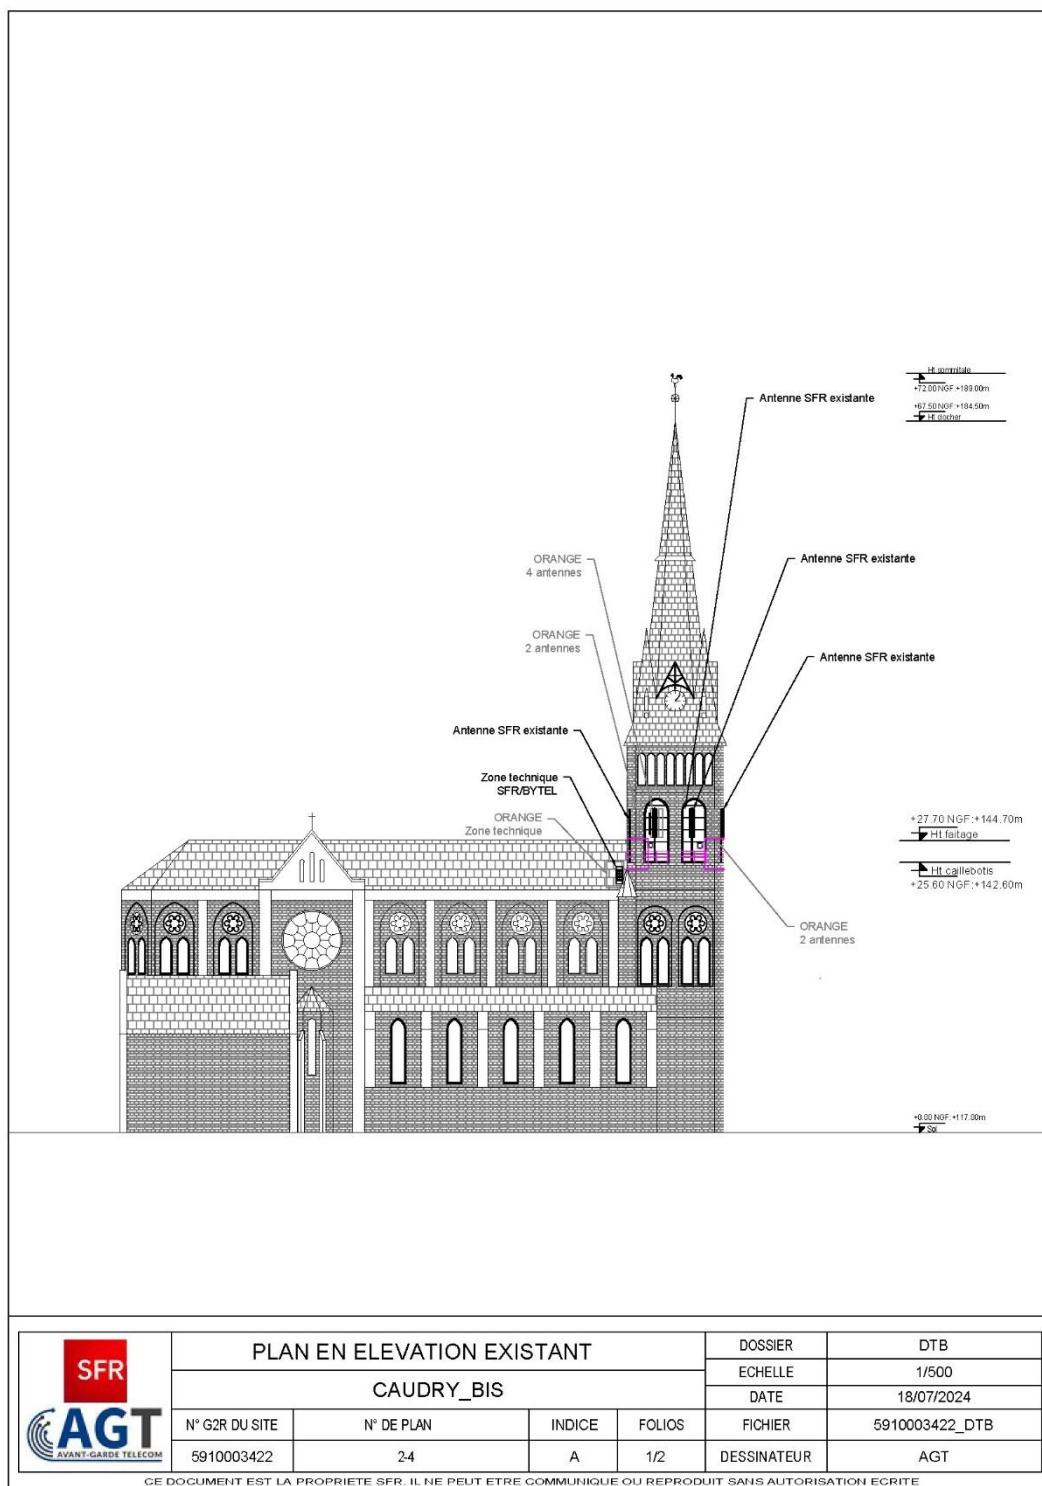 Ht sommitale
+72.00 NGF:+189.00m
+67.50 NGF:+184.50m
Ht clocher
Antenne SFR existante
ORANGE
4 antennes
Antenne SFR existante
ORANGE
2 antennes
Antenne SFR existante
Antenne SFR existante
Zone technique
SFR/BYTEL
ORANGE
Zone technique
+27.70 NGF:+144.70m
Ht faitage
Ht caillebotis
+25.60 NGF:+142.60m
ORANGE
2 antennes
+0.00 NGF:+117.00m
Sol
SFR
AGT
AVANT-GARDE TELECOM
PLAN EN ELEVATION EXISTANT
CAUDRY_BIS
N° G2R DU SITE
N° DE PLAN
INDICE
FOLIOS
5910003422
2-4
A
1/2
DOSSIER
DTB
ECHELLE
1/500
DATE
18/07/2024
FICHIER
5910003422_DTB
DESSINATEUR
AGT
CE DOCUMENT EST LA PROPRIETE SFR. IL NE PEUT ETRE COMMUNIQUE OU REPRODUIT SANS AUTORISATION ECRITE